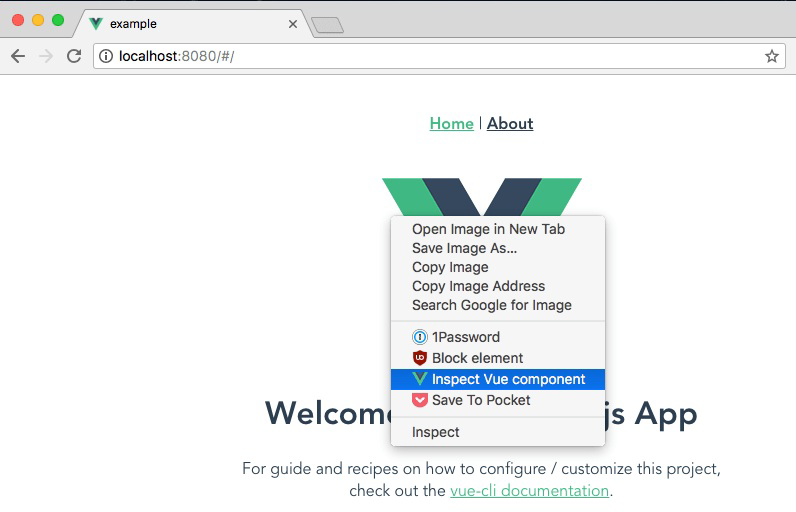 example
localhost:8080/#/
Home | About
Open Image in New Tab
Save Image As...
Copy Image
Copy Image Address
Search Google for Image
1Password
Block element
Inspect Vue component
Save To Pocket
Inspect
Welcome js App
For guide and recipes on how to configure / customize this project,
check out the vue-cli documentation.